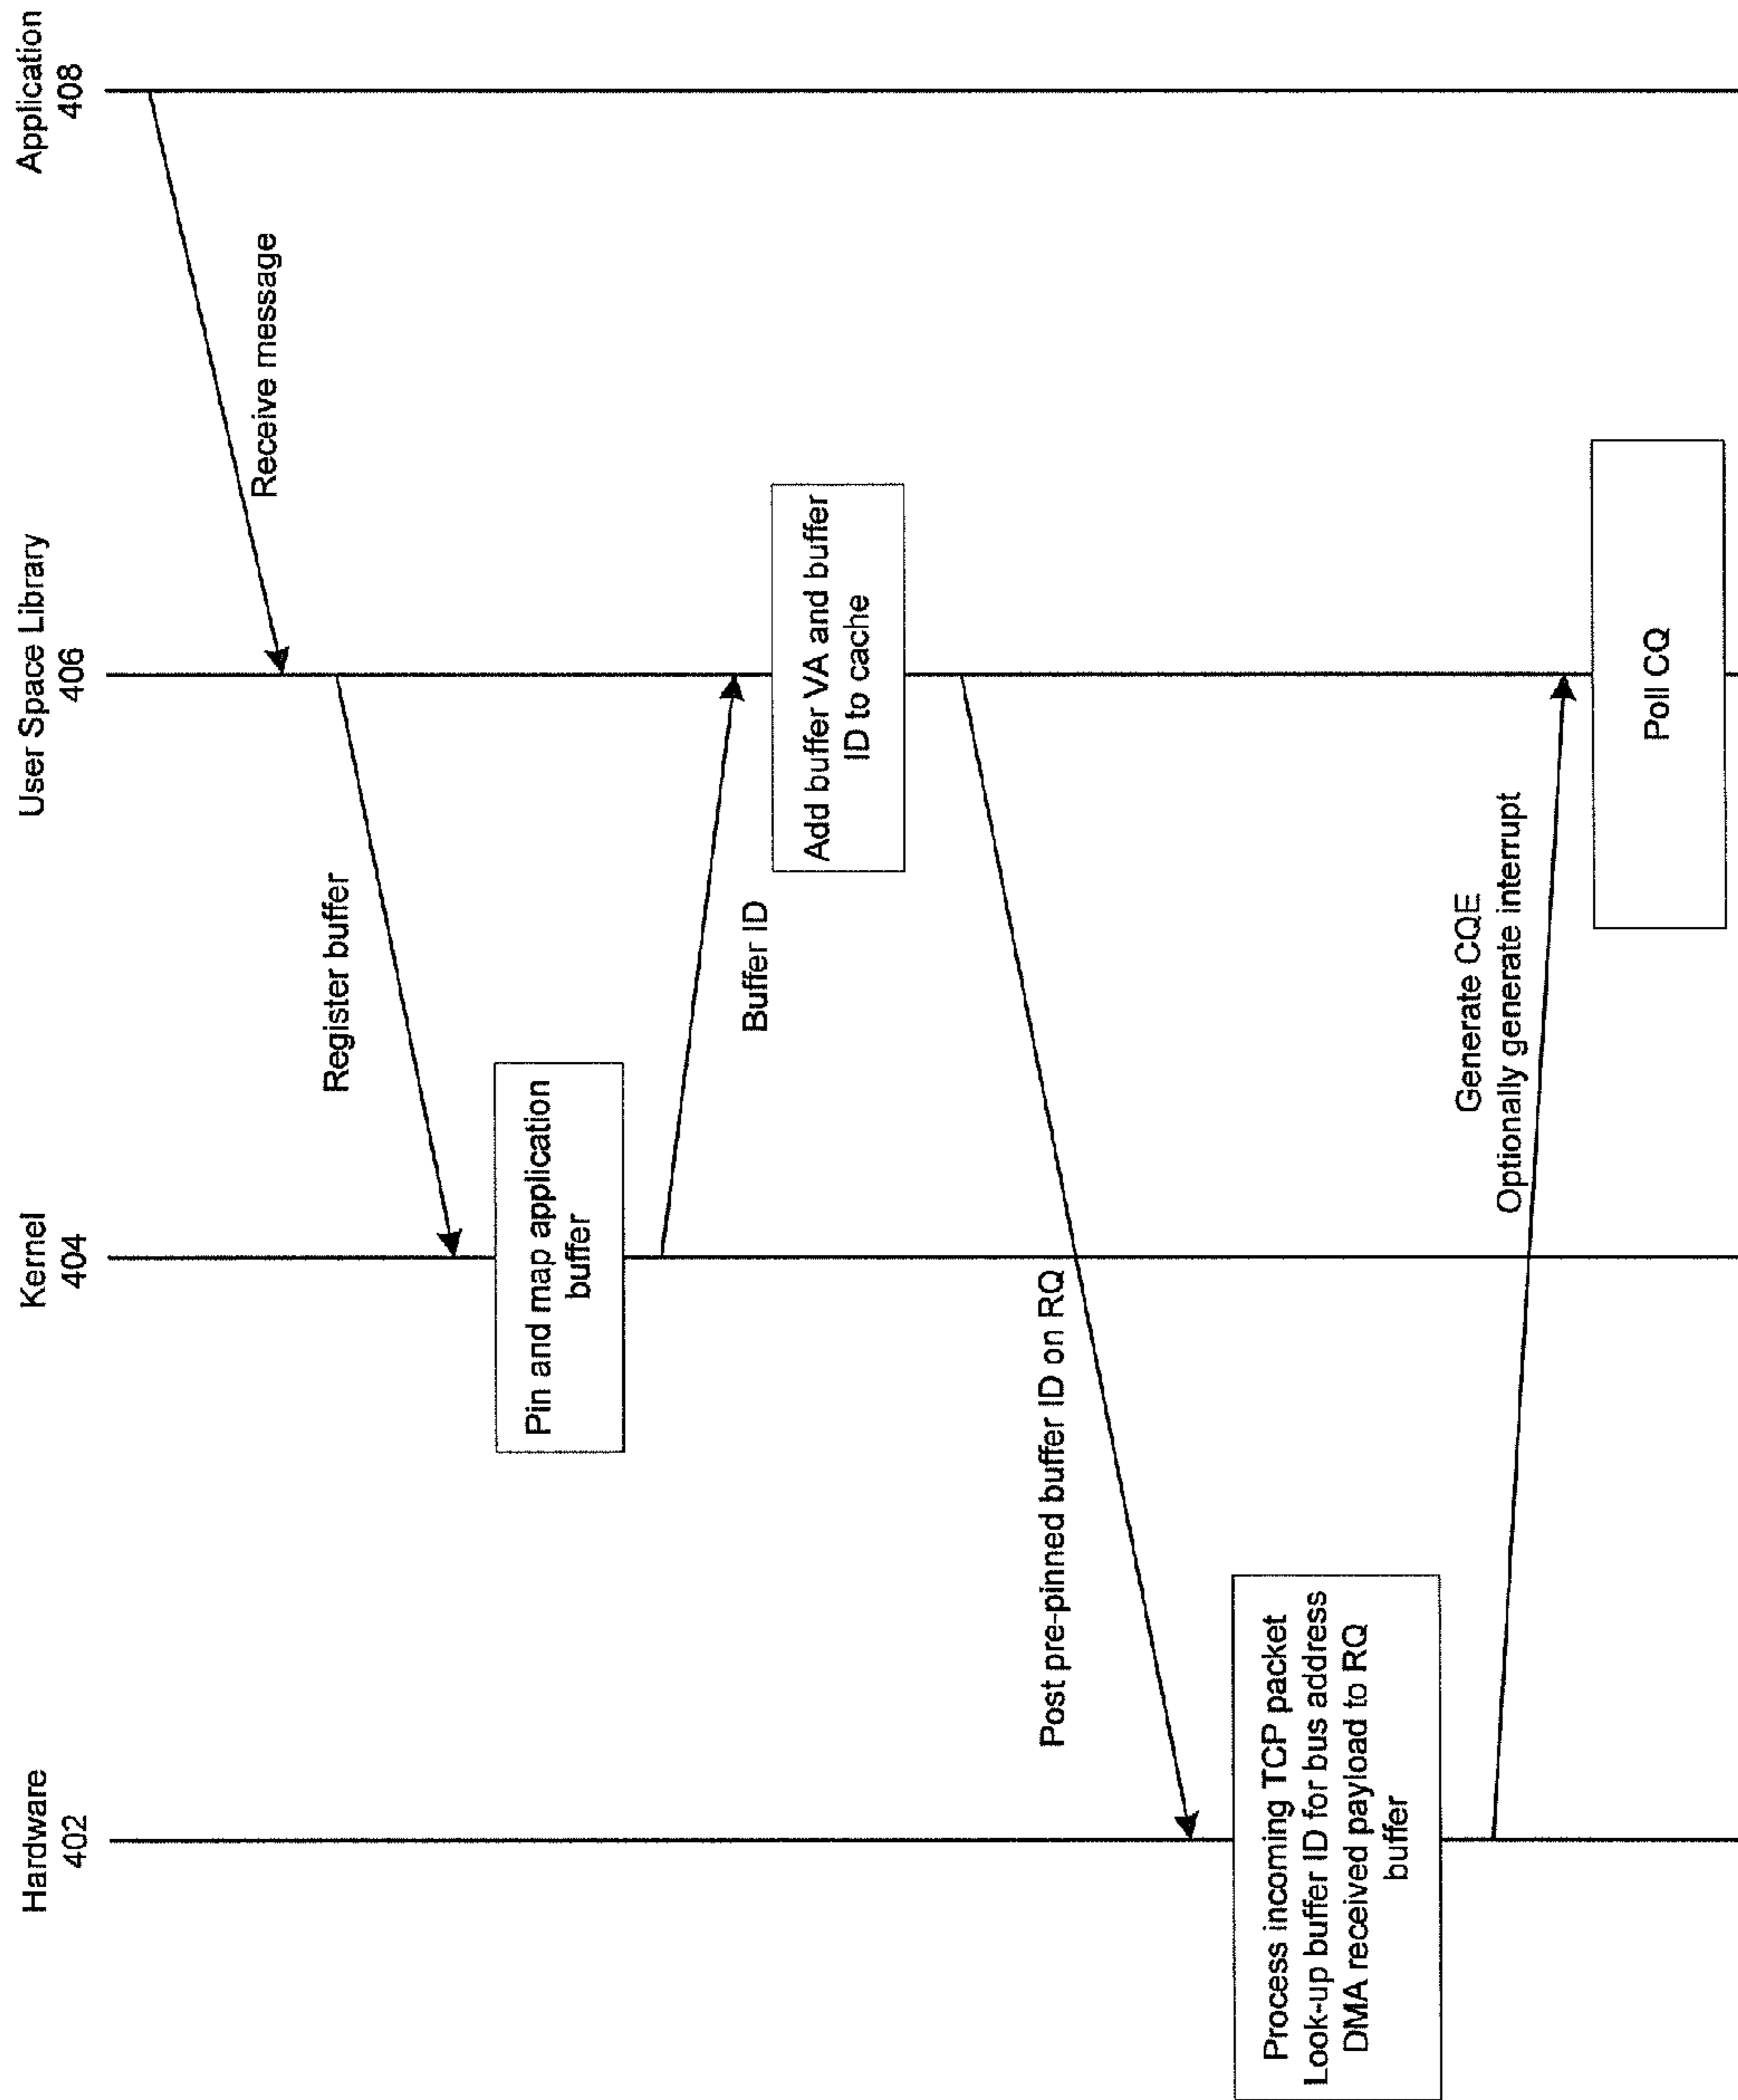 Hardware
402
Kernel
404
User Space Library
406
Application
408
Receive message
Register buffer
Pin and map application
buffer
Buffer ID
Add buffer VA and buffer
ID to cache
Post pre-pinned buffer ID on RQ
Process incoming TCP packet
Look-up buffer ID for bus address
DMA received payload to RQ
buffer
Generate CQE
Optionally generate interrupt
Poll CQ